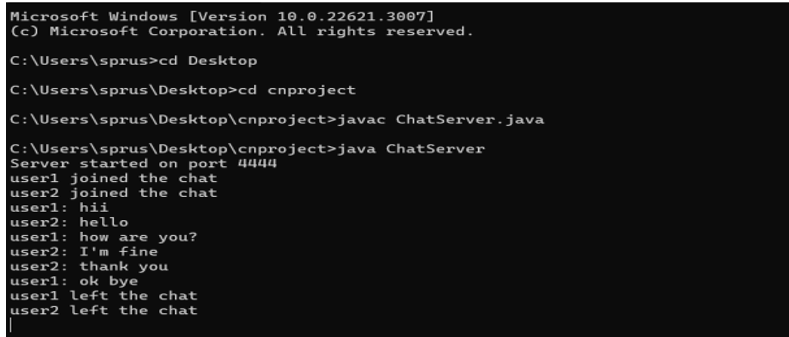 Microsoft Windows [Version 10.0.22621.3007]
(c) Microsoft Corporation. All rights reserved.
C:\Users\sprus>cd Desktop
C:\Users\sprus\Desktop>cd cnproject
C:\Users\sprus\Desktop\cnproject>javac ChatServer.java
C:\Users\sprus\Desktop\cnproject>java ChatServer
Server started on port 4444
user1 joined the chat
user2 joined the chat
user1: hii
user2: hello
user1: how are you?
user2: I'm fine
user2: thank you
user1: ok bye
user1 left the chat
user2 left the chat